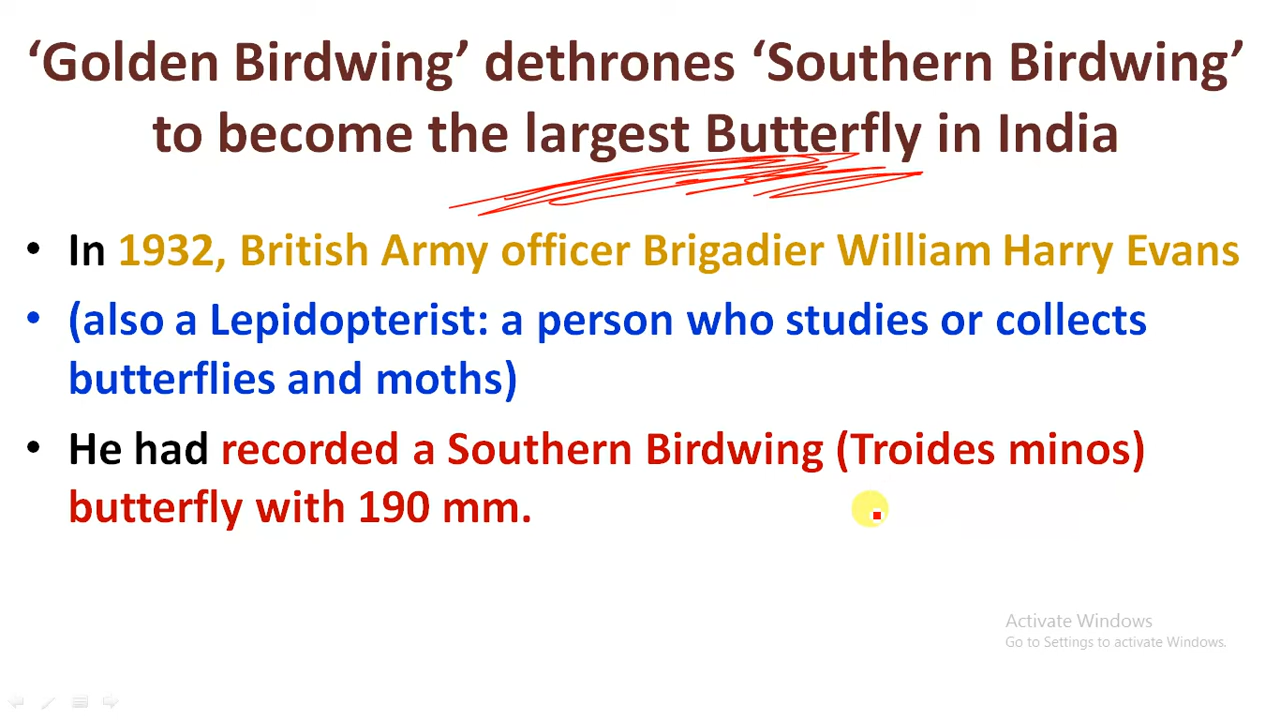 ‘Golden Birdwing’ dethrones ‘Southern Birdwing’
to become the largest Butterfly in India
• In 1932, British Army officer Brigadier William Harry Evans
• (also a Lepidopterist: a person who studies or collects
butterflies and moths)
• He had recorded a Southern Birdwing (Troides minos)
butterfly with 190 mm.
Activate Windows
Go to Settings to activate Windows.